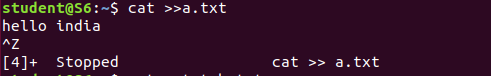 student@S6:~$ cat >>a.txt
hello india
^Z
[4]+  Stopped                 cat >> a.txt